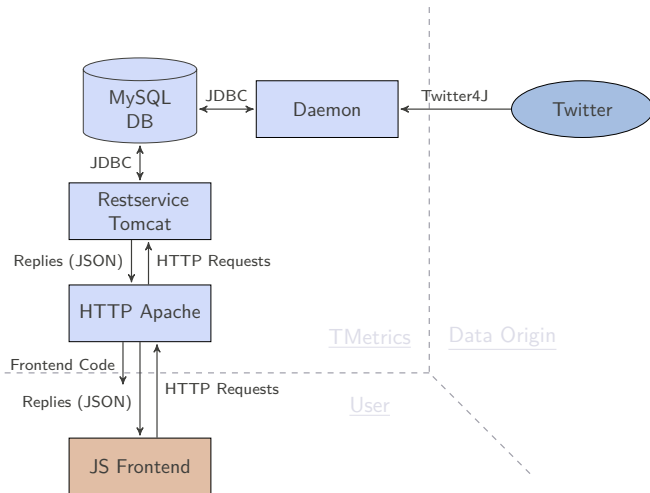 MySQL
DB
JDBC
Daemon
Twitter4J
Twitter
JDBC
Restservice
Tomcat
Replies (JSON)
HTTP Requests
HTTP Apache
TMetrics
Data Origin
Frontend Code
HTTP Requests
Replies (JSON)
User
JS Frontend